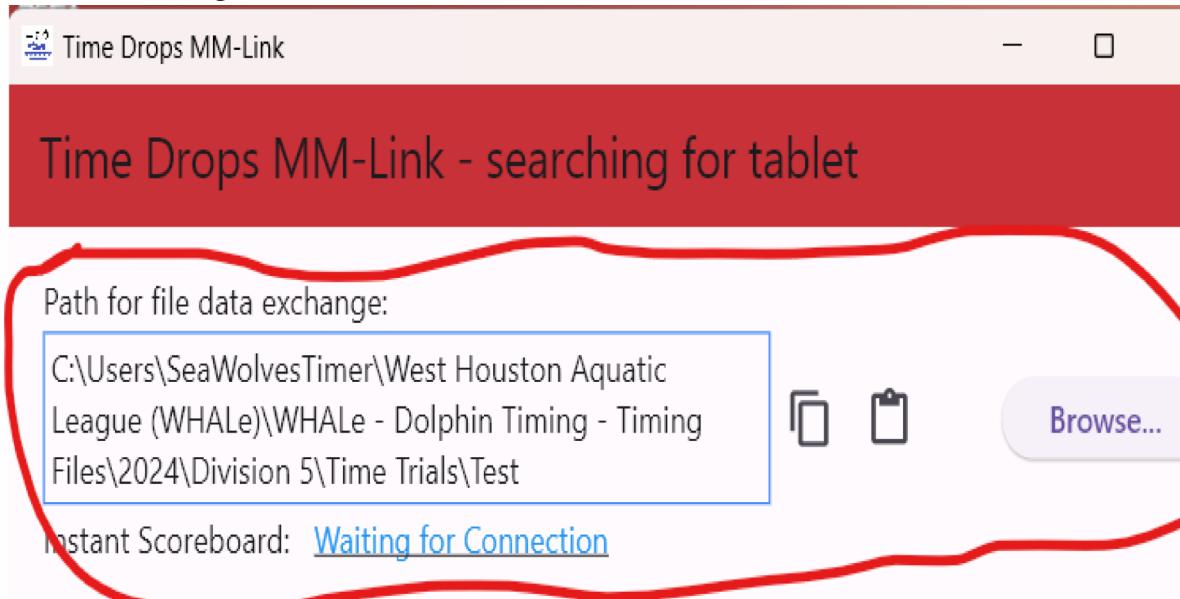 Time Drops MM-Link
Time Drops MM-Link - searching for tablet
Path for file data exchange:
C:\Users\SeaWolvesTimer\West Houston Aquatic
League (WHALe)\WHALe - Dolphin Timing - Timing
Files\2024\Division 5\Time Trials\Test
Browse...
Instant Scoreboard: Waiting for Connection